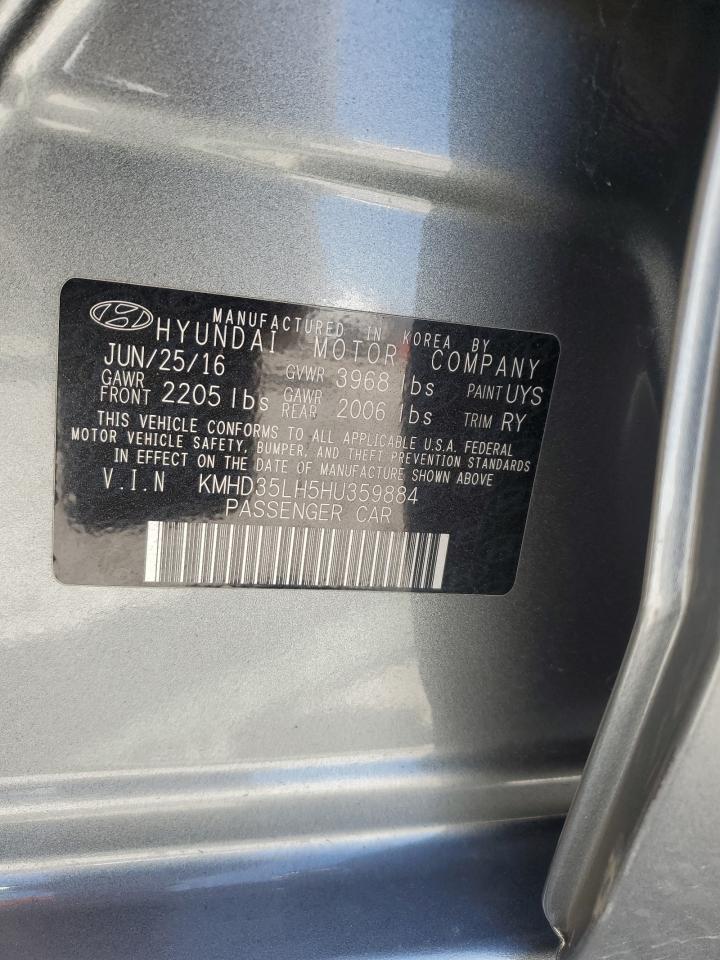 MANUFACTURED IN KOREA BY
HYUNDAI MOTOR COMPANY
JUN/25/16 GVWR 3968 lbs PAINT UYS
GAWR FRONT 2205 lbs GAWR REAR 2006 lbs TRIM RY
THIS VEHICLE CONFORMS TO ALL APPLICABLE U.S.A. FEDERAL
MOTOR VEHICLE SAFETY, BUMPER, AND THEFT PREVENTION STANDARDS
IN EFFECT ON THE DATE OF MANUFACTURE SHOWN ABOVE
V.I.N KMHD35LH5HU359884
PASSENGER CAR